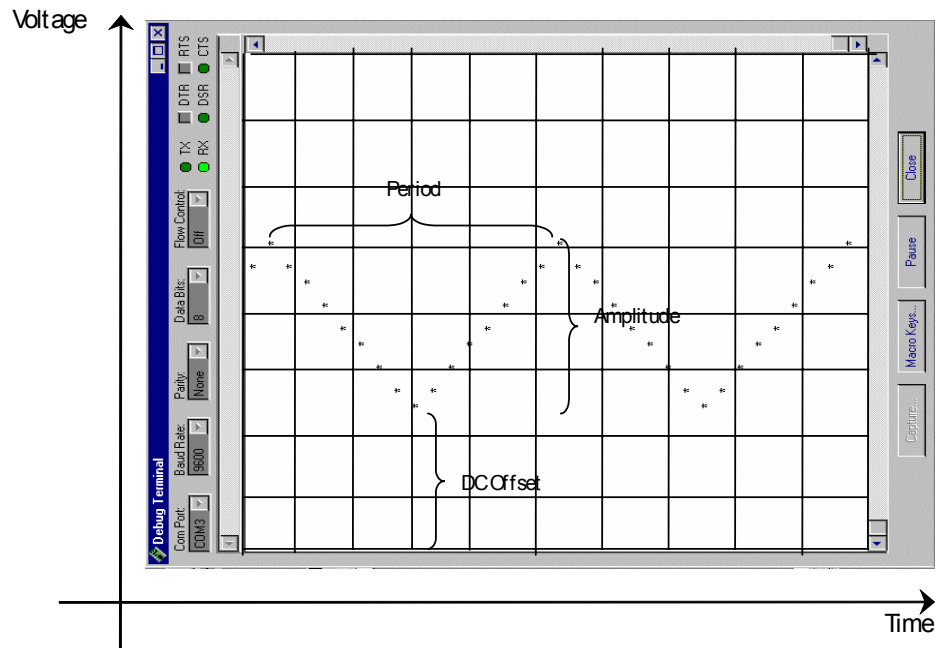 Voltage
Debug Terminal
Com Port: Baud Rate: Parity: Data Bits: Flow Control: TX DTR RTS
COM3 9600 None 8 Off RX DSR CTS
Period
Amplitude
DC Offset
Capture... Macro Keys... Pause Close
Time